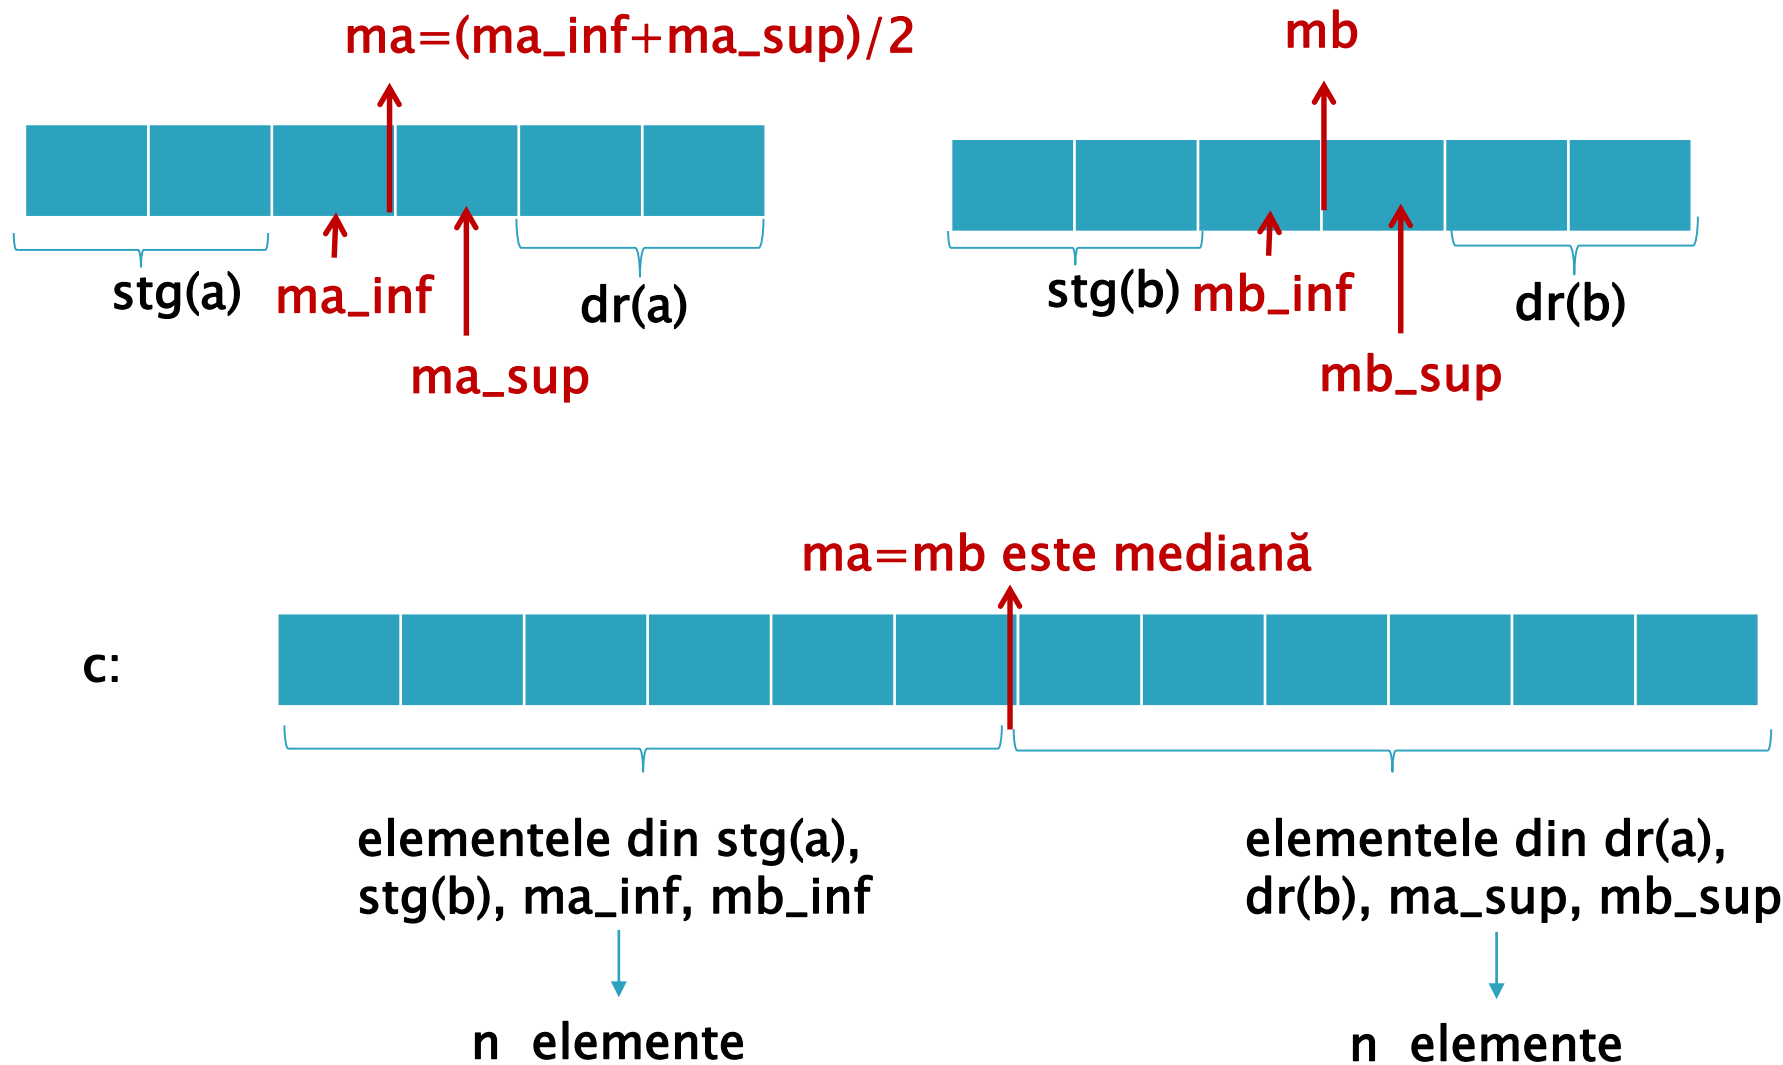 ma=(ma_inf+ma_sup)/2
mb
stg(a)
ma_inf
dr(a)
ma_sup
stg(b)
mb_inf
dr(b)
mb_sup
ma=mb este mediană
c:
elementele din stg(a),
stg(b), ma_inf, mb_inf
n elemente
elementele din dr(a),
dr(b), ma_sup, mb_sup
n elemente